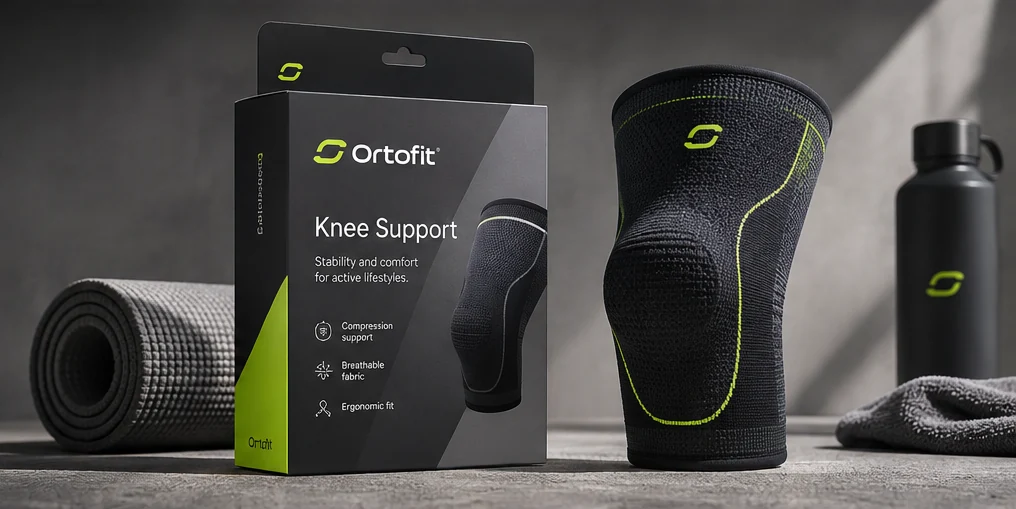 Ortofit®
Knee Support
Stability and comfort
for active lifestyles.
Compression
support
Breathable
fabric
Ergonomic fit
Ortofit